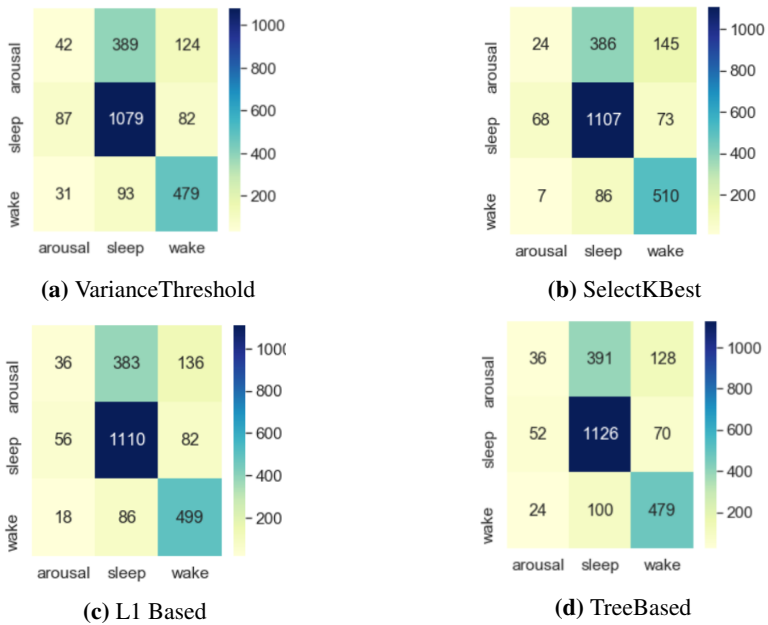 arousal 42 389 124
sleep 87 1079 82
wake 31 93 479
arousal sleep wake
1000
800
600
400
200
(a) VarianceThreshold
arousal 24 386 145
sleep 68 1107 73
wake 7 86 510
arousal sleep wake
1000
800
600
400
200
(b) SelectKBest
arousal 36 383 136
sleep 56 1110 82
wake 18 86 499
arousal sleep wake
1000
800
600
400
200
(c) L1 Based
arousal 36 391 128
sleep 52 1126 70
wake 24 100 479
arousal sleep wake
1000
800
600
400
200
(d) TreeBased